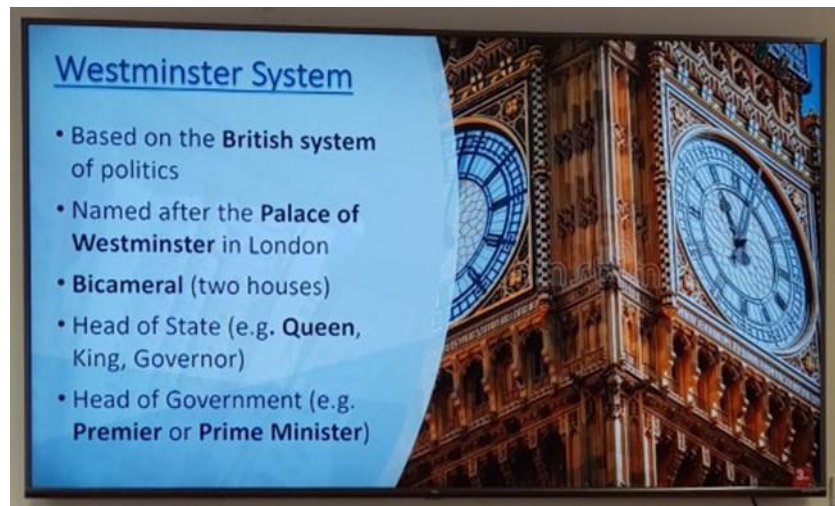 Westminster System
• Based on the British system
of politics
• Named after the Palace of
Westminster in London
• Bicameral (two houses)
• Head of State (e.g. Queen,
King, Governor)
• Head of Government (e.g.
Premier or Prime Minister)
3